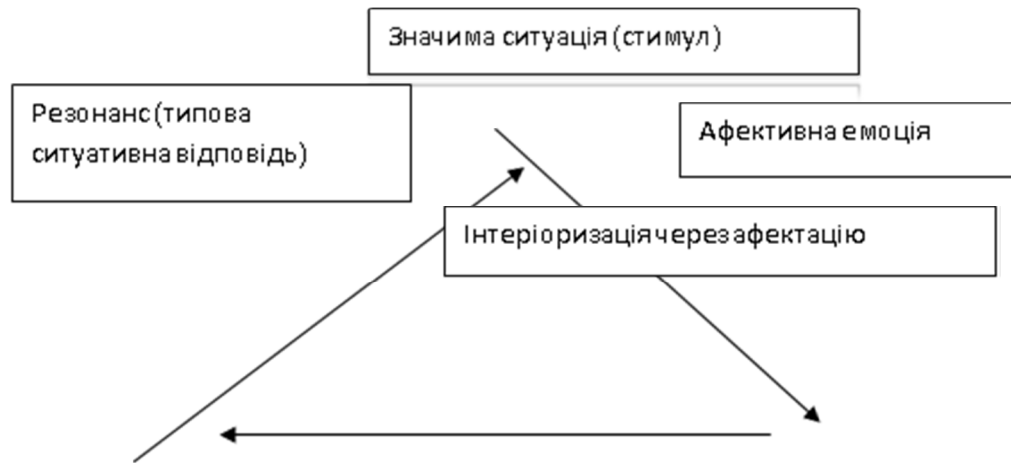 Значима ситуація (стимул)
Резонанс (типова
ситуативна відповідь)
Афективна емоція
Інтеріоризація через афектацію